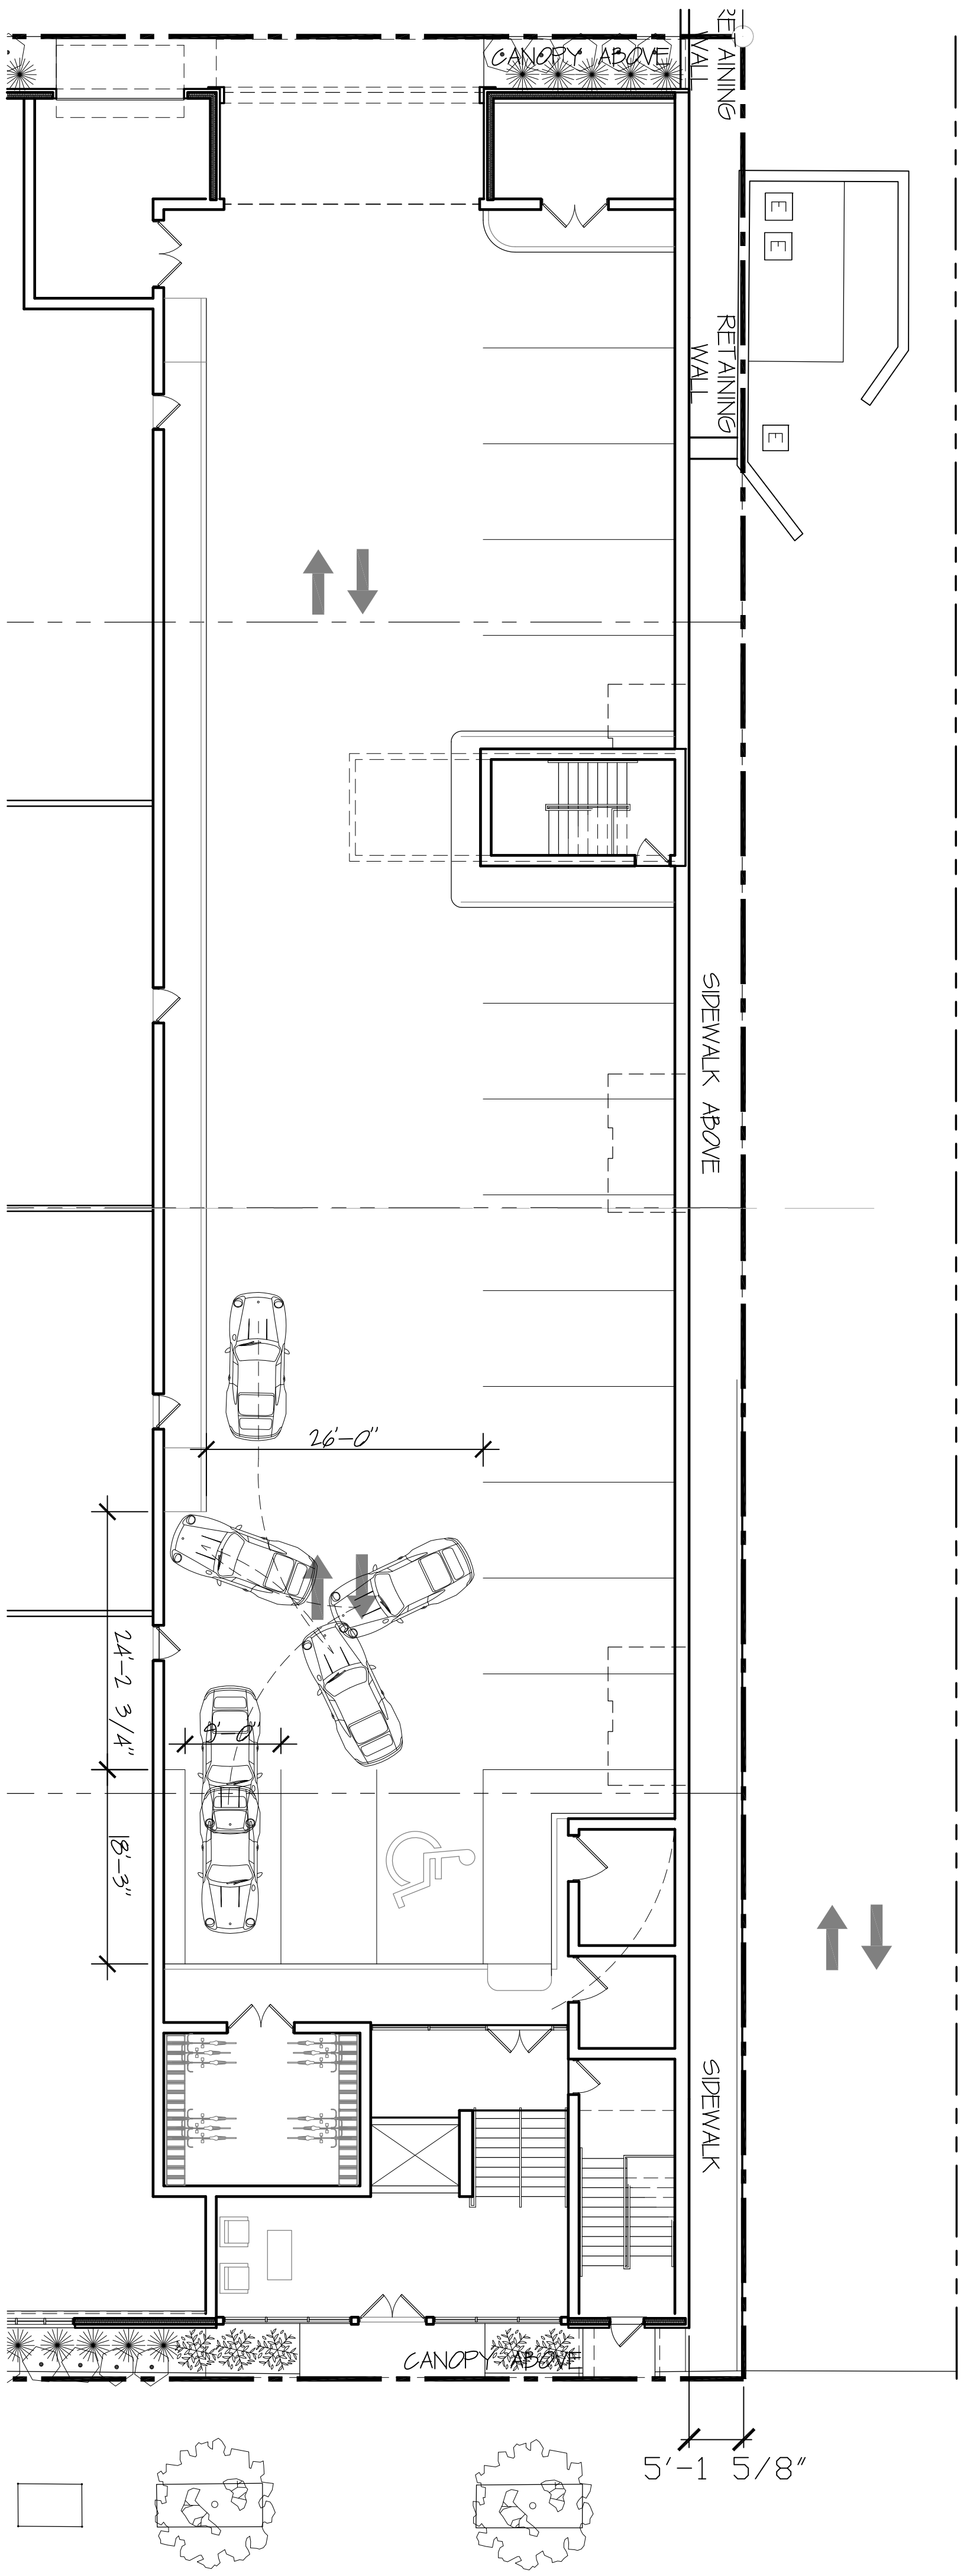 CANOPY ABOVE
RETAINING
WALL
E
E
RETAINING
WALL
E
SIDEWALK ABOVE
26'-0"
24'-2 3/4"
9'-0"
18'-3"
SIDEWALK
CANOPY ABOVE
5'-1 5/8"